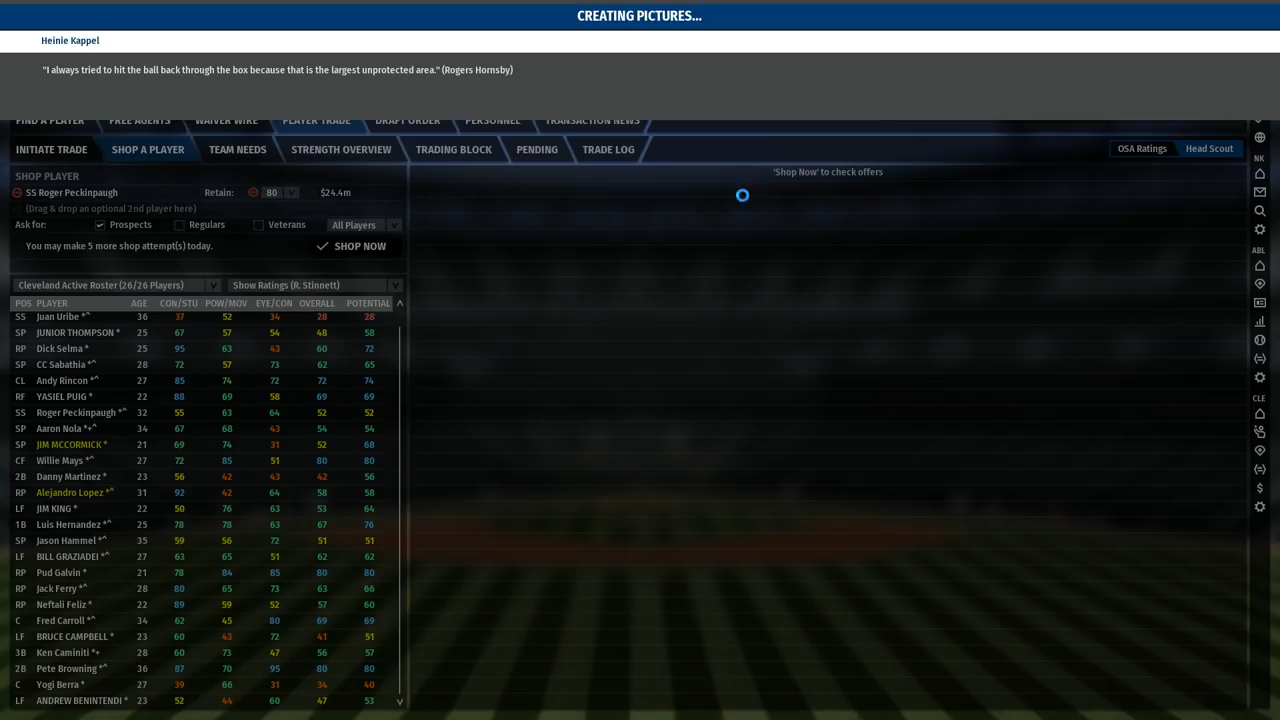 CREATING PICTURES...
Heinie Kappel
"I always tried to hit the ball back through the box because that is the largest unprotected area." (Rogers Hornsby)
FIND A PLAYER FREE AGENTS WAIVER WIRE PLAYER TRADE DRAFT ORDER PERSONNEL TRANSACTION NEWS
INITIATE TRADE SHOP A PLAYER TEAM NEEDS STRENGTH OVERVIEW TRADING BLOCK PENDING TRADE LOG OSA Ratings Head Scout
SHOP PLAYER
'Shop Now' to check offers
SS Roger Peckinpaugh Retain: 80 $24.4m
(Drag & drop an optional 2nd player here)
Ask for: Prospects Regulars Veterans All Players
You may make 5 more shop attempt(s) today. SHOP NOW
Cleveland Active Roster (26/26 Players) Show Ratings (R. Stinnett)
POS PLAYER AGE CON/STU POW/MOV EYE/CON OVERALL POTENTIAL
SS Juan Uribe *^ 36 37 52 34 28 28
SP JUNIOR THOMPSON * 25 67 57 54 48 58
RP Dick Selma * 25 95 63 43 60 72
SP CC Sabathia *^ 28 72 57 73 62 65
CL Andy Rincon *^ 27 85 74 72 72 74
RF YASIEL PUIG * 22 88 69 58 69 69
SS Roger Peckinpaugh *^ 32 55 63 64 52 52
SP Aaron Nola *+^ 34 67 68 43 54 54
SP JIM MCCORMICK * 21 69 74 31 52 68
CF Willie Mays *^ 27 72 85 51 80 80
2B Danny Martinez * 23 56 42 43 42 56
RP Alejandro Lopez *^ 31 92 42 64 58 58
LF JIM KING * 22 50 76 63 53 64
1B Luis Hernandez *^ 25 78 78 63 67 76
SP Jason Hammel *^ 35 59 56 72 51 51
LF BILL GRAZIADEI *^ 27 63 65 51 62 62
RP Pud Galvin * 21 78 84 85 80 80
RP Jack Ferry *^ 28 80 65 73 63 66
RP Neftali Feliz * 22 89 59 52 57 60
C Fred Carroll *^ 34 62 45 80 69 69
LF BRUCE CAMPBELL * 23 60 43 72 41 51
3B Ken Caminiti *+ 28 60 73 47 56 57
2B Pete Browning *^ 36 87 70 95 80 80
C Yogi Berra * 27 39 66 31 34 40
LF ANDREW BENINTENDI * 23 52 44 60 47 53
NK
ABL
CLE